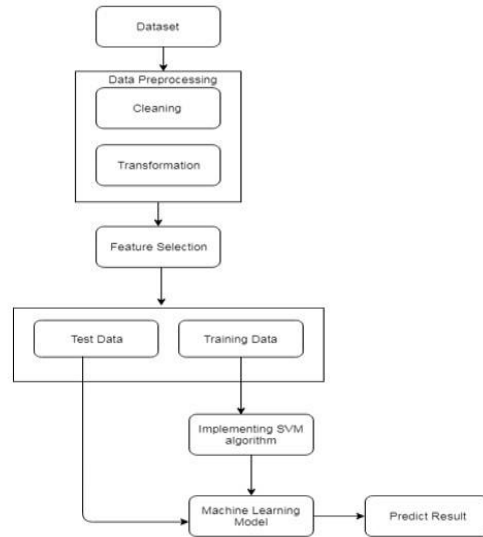 Dataset
Data Preprocessing
Cleaning
Transformation
Feature Selection
Test Data
Training Data
Implementing SVM
algorithm
Machine Learning
Model
Predict Result